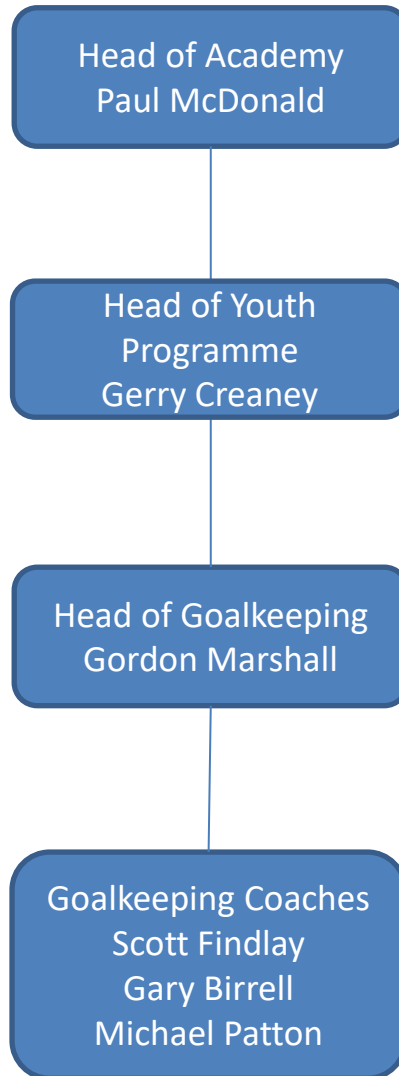 Head of Academy
Paul McDonald
Head of Youth
Programme
Gerry Creaney
Head of Goalkeeping
Gordon Marshall
Goalkeeping Coaches
Scott Findlay
Gary Birrell
Michael Patton